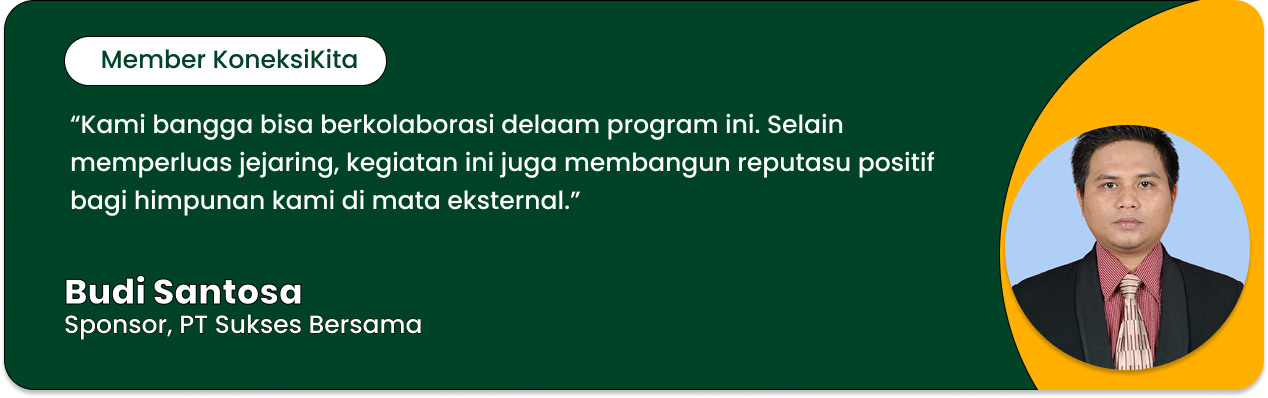 Member KoneksiKita
“Kami bangga bisa berkolaborasi delaam program ini. Selain
memperluas jejaring, kegiatan ini juga membangun reputasu positif
bagi himpunan kami di mata eksternal.”
Budi Santosa
Sponsor, PT Sukses Bersama